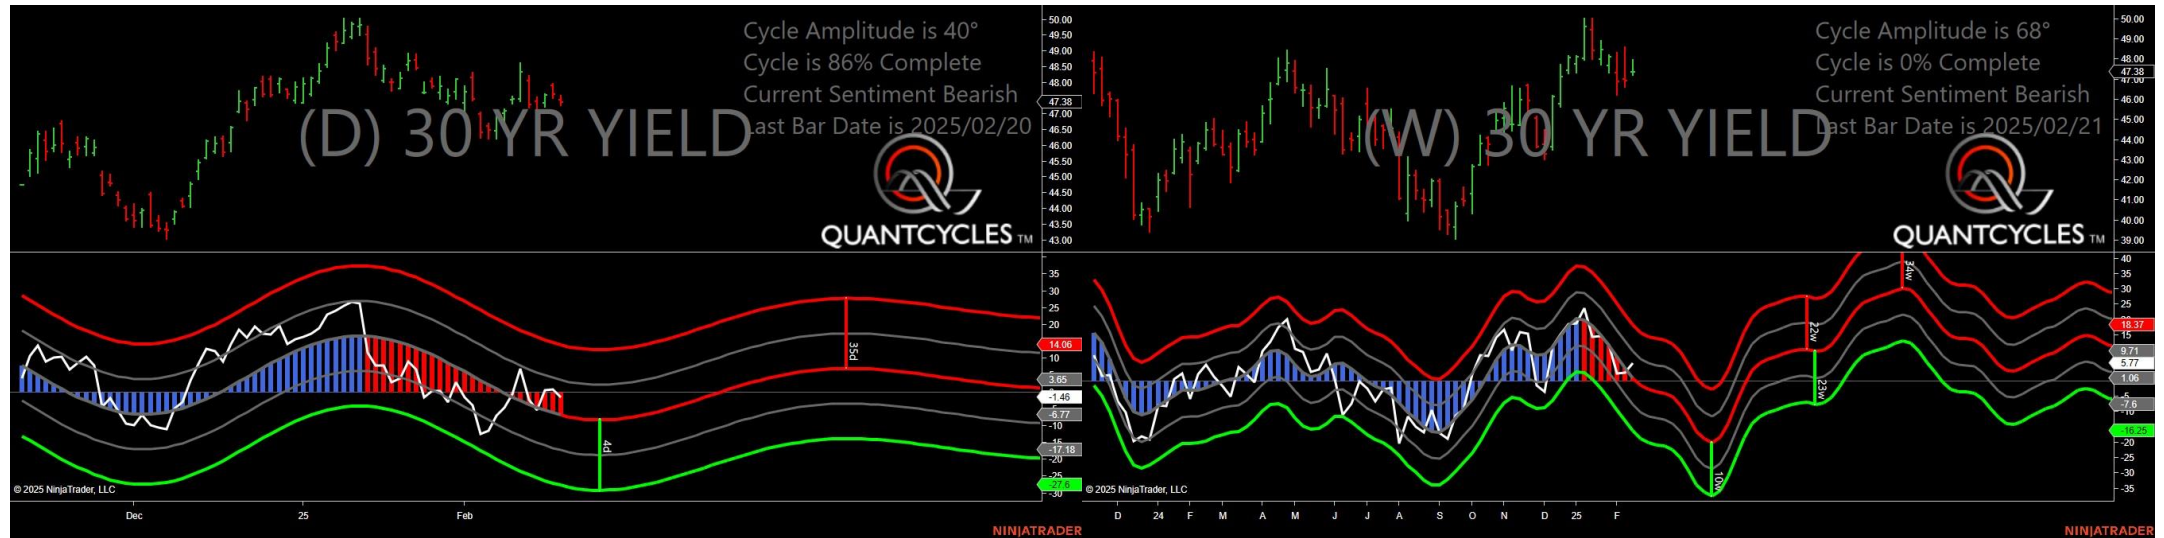 Cycle Amplitude is 40°
Cycle is 86% Complete
Current Sentiment Bearish
Last Bar Date is 2025/02/20
(D) 30 YR YIELD
QUANTCYCLES TM
50.00
49.50
49.00
48.50
48.00
47.38
47.00
46.50
46.00
45.50
45.00
44.50
44.00
43.50
43.00
35
30
25
20
14.06
10
3.65
-1.46
-6.77
-10
-15
-17.18
-20
-25
-27.6
-30
35d
4d
© 2025 NinjaTrader, LLC
Dec
25
Feb
NINJATRADER
Cycle Amplitude is 68°
Cycle is 0% Complete
Current Sentiment Bearish
Last Bar Date is 2025/02/21
(W) 30 YR YIELD
QUANTCYCLES TM
50.00
49.00
48.00
47.38
47.00
46.00
45.00
44.00
43.00
42.00
41.00
40.00
39.00
40
35
30
25
18.37
15
9.71
5.77
1.06
-7.6
-10
-16.25
-20
-25
-30
-35
34w
22w
23w
10w
© 2025 NinjaTrader, LLC
D 24 F M A M J J A S O N D 25 F
NINJATRADER